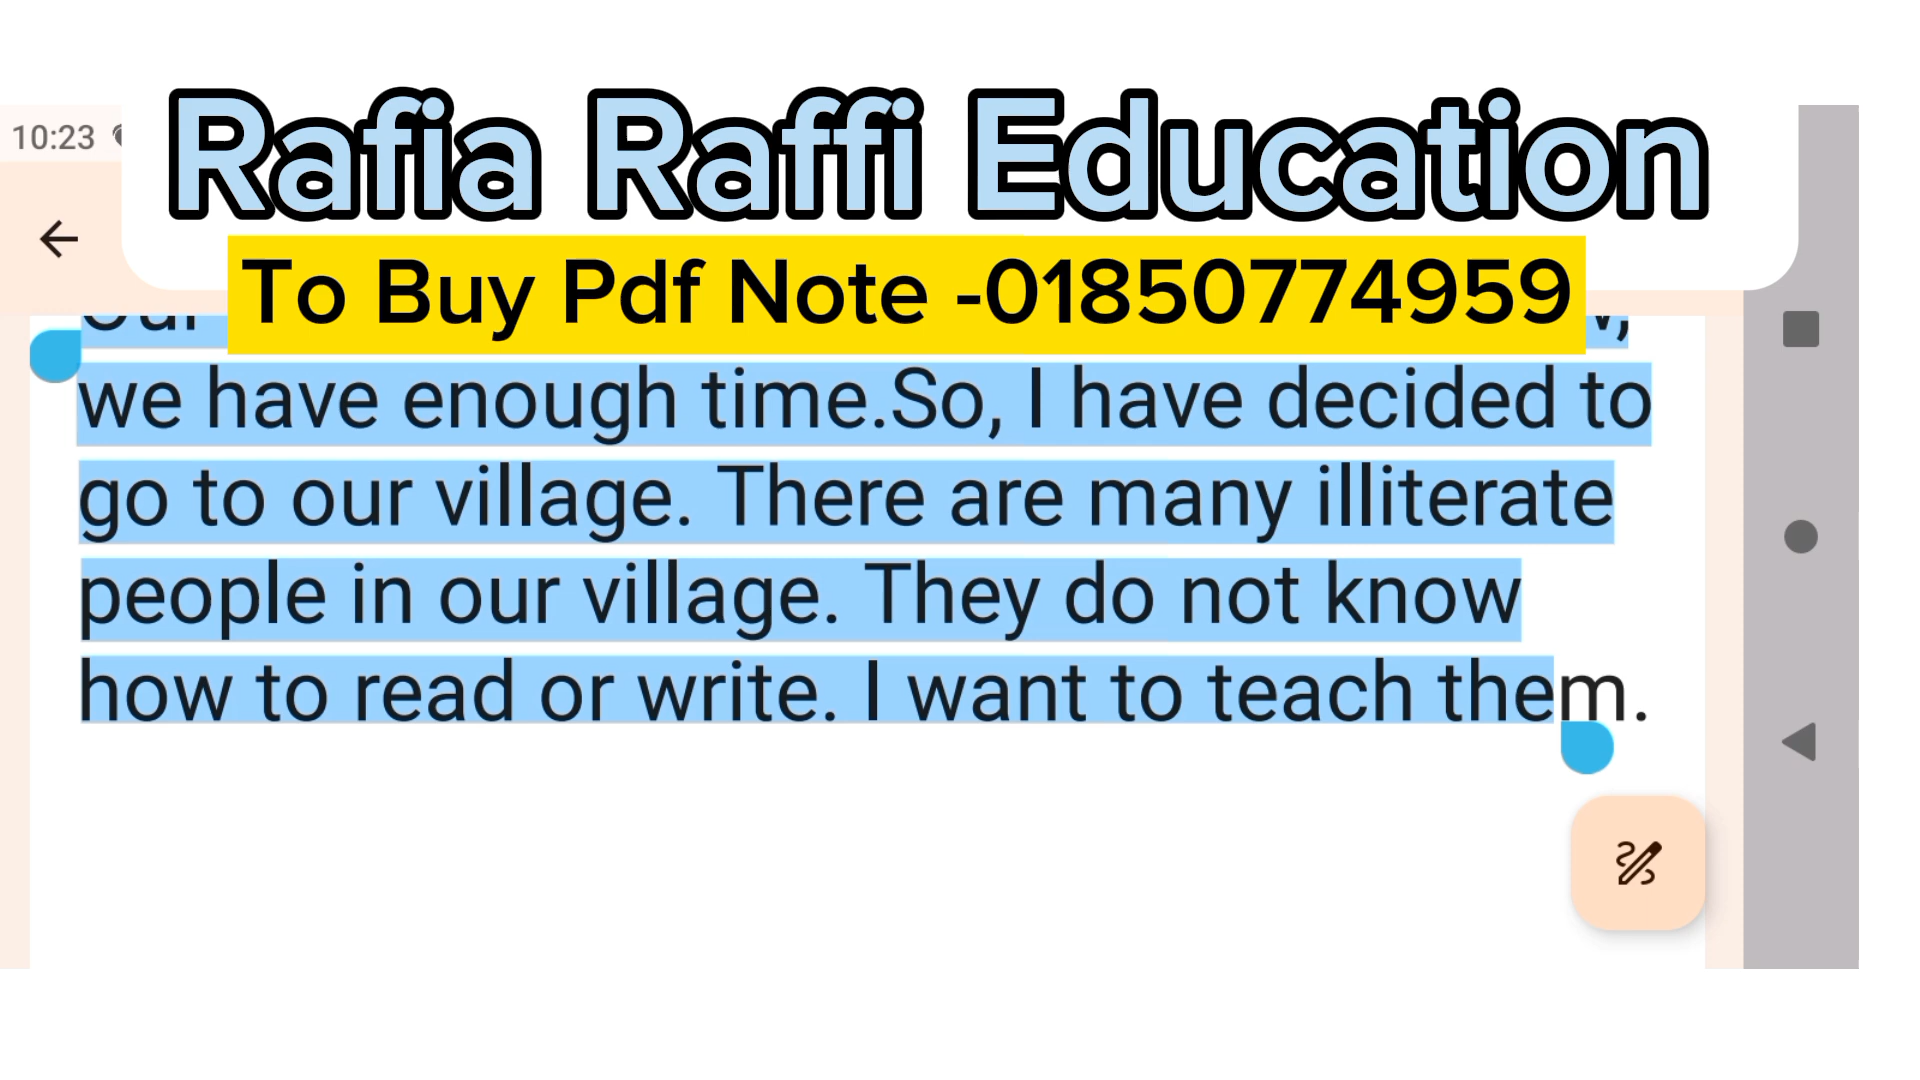 Rafia Raffi Education
10:23
To Buy Pdf Note -01850774959
Our
we have enough time.So, I have decided to
go to our village. There are many illiterate
people in our village. They do not know
how to read or write. I want to teach them.